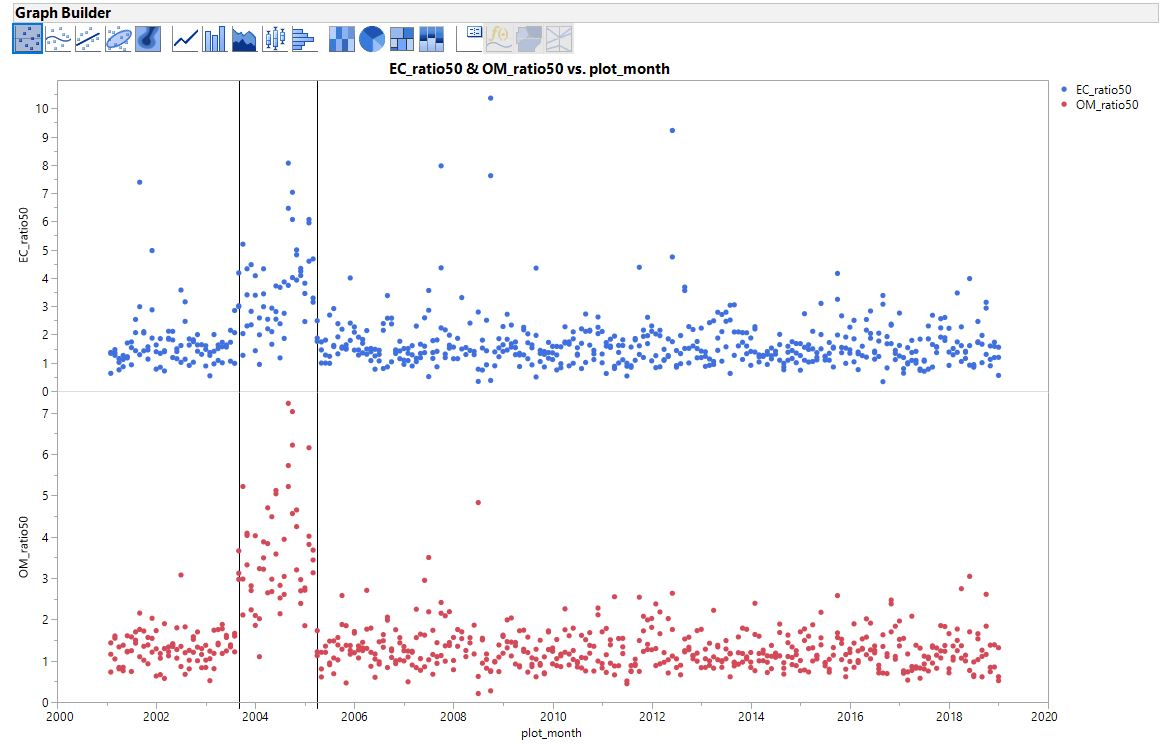 Graph Builder
EC_ratio50 & OM_ratio50 vs. plot_month
EC_ratio50
OM_ratio50
10
9
8
7
6
5
4
3
2
1
0
EC_ratio50
7
6
5
4
3
2
1
0
OM_ratio50
2000 2002 2004 2006 2008 2010 2012 2014 2016 2018 2020
plot_month